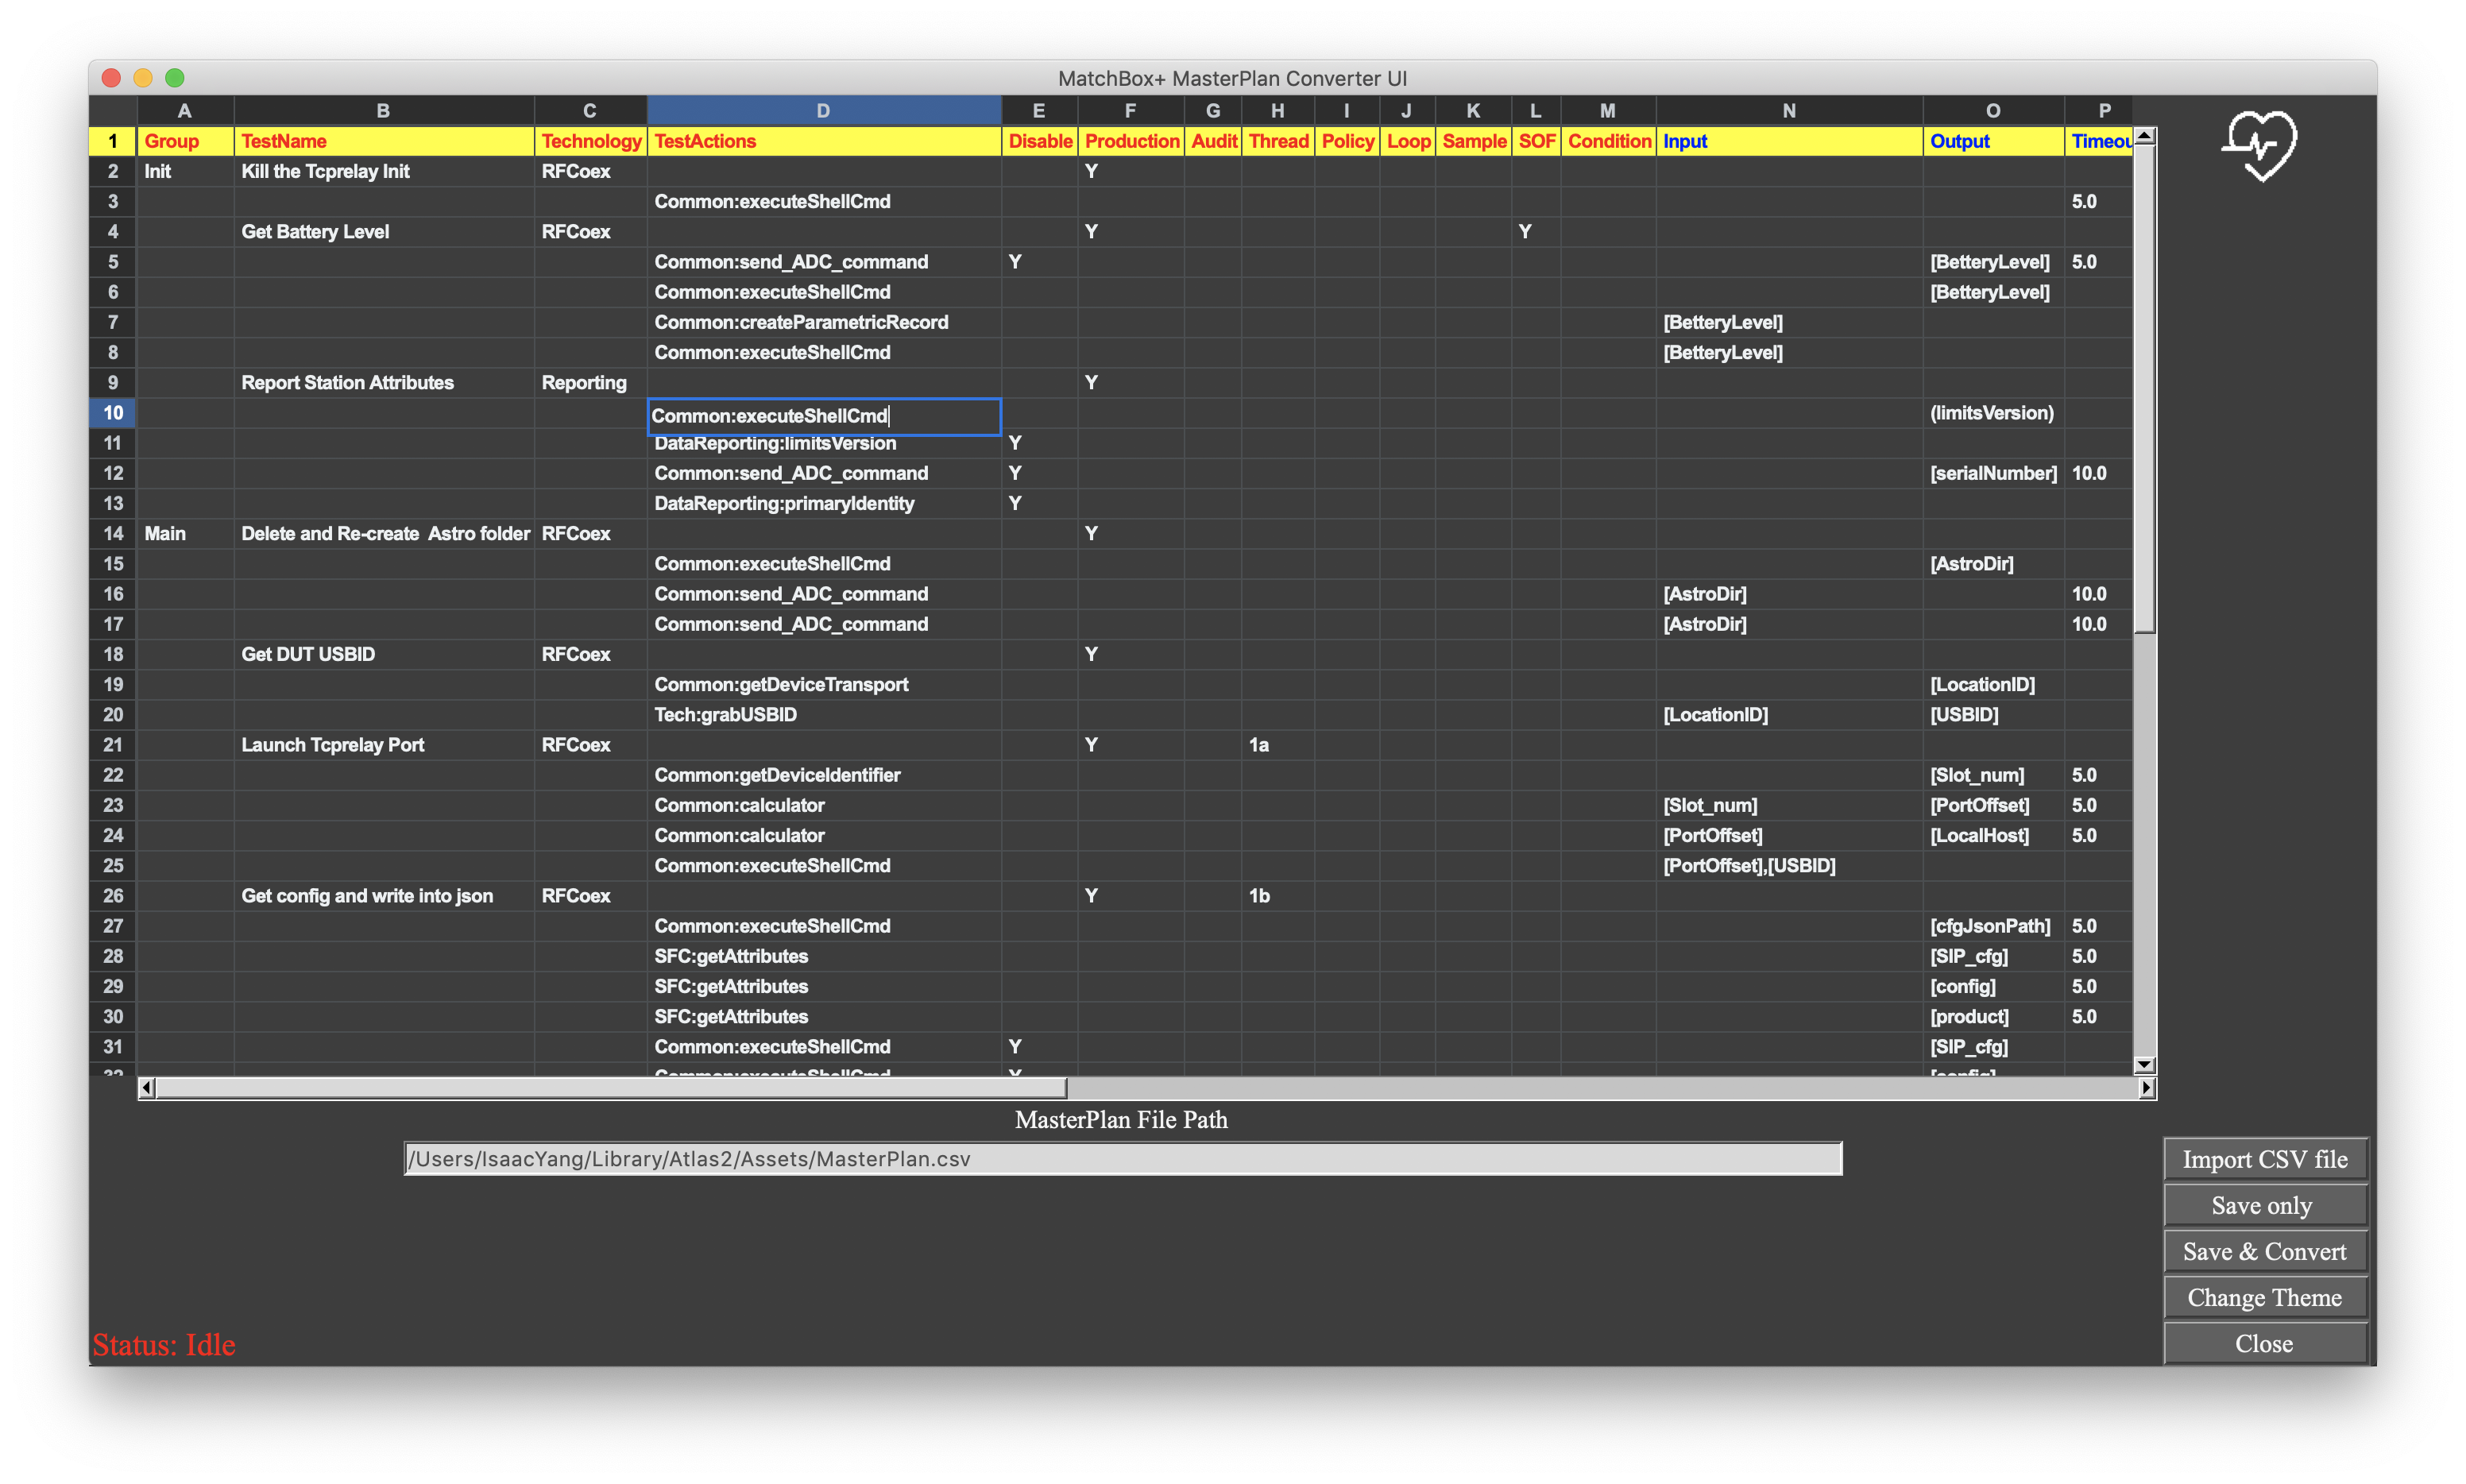 MatchBox+ MasterPlan Converter UI
A B C D E F G H I J K L M N O P
1 Group TestName Technology TestActions Disable Production Audit Thread Policy Loop Sample SOF Condition Input Output Timeou
2 Init Kill the Tcprelay Init RFCoex Y
3 Common:executeShellCmd 5.0
4 Get Battery Level RFCoex Y Y
5 Common:send_ADC_command Y [BetteryLevel] 5.0
6 Common:executeShellCmd [BetteryLevel]
7 Common:createParametricRecord [BetteryLevel]
8 Common:executeShellCmd [BetteryLevel]
9 Report Station Attributes Reporting Y
10 Common:executeShellCmd (limitsVersion)
11 DataReporting:limitsVersion Y
12 Common:send_ADC_command Y [serialNumber] 10.0
13 DataReporting:primaryIdentity Y
14 Main Delete and Re-create  Astro folder RFCoex Y
15 Common:executeShellCmd [AstroDir]
16 Common:send_ADC_command [AstroDir] 10.0
17 Common:send_ADC_command [AstroDir] 10.0
18 Get DUT USBID RFCoex Y
19 Common:getDeviceTransport [LocationID]
20 Tech:grabUSBID [LocationID] [USBID]
21 Launch Tcprelay Port RFCoex Y 1a
22 Common:getDeviceIdentifier [Slot_num] 5.0
23 Common:calculator [Slot_num] [PortOffset] 5.0
24 Common:calculator [PortOffset] [LocalHost] 5.0
25 Common:executeShellCmd [PortOffset],[USBID]
26 Get config and write into json RFCoex Y 1b
27 Common:executeShellCmd [cfgJsonPath] 5.0
28 SFC:getAttributes [SIP_cfg] 5.0
29 SFC:getAttributes [config] 5.0
30 SFC:getAttributes [product] 5.0
31 Common:executeShellCmd Y [SIP_cfg]
32 Common:executeShellCmd Y [config]
MasterPlan File Path
/Users/IsaacYang/Library/Atlas2/Assets/MasterPlan.csv
Import CSV file
Save only
Save & Convert
Change Theme
Close
Status: Idle